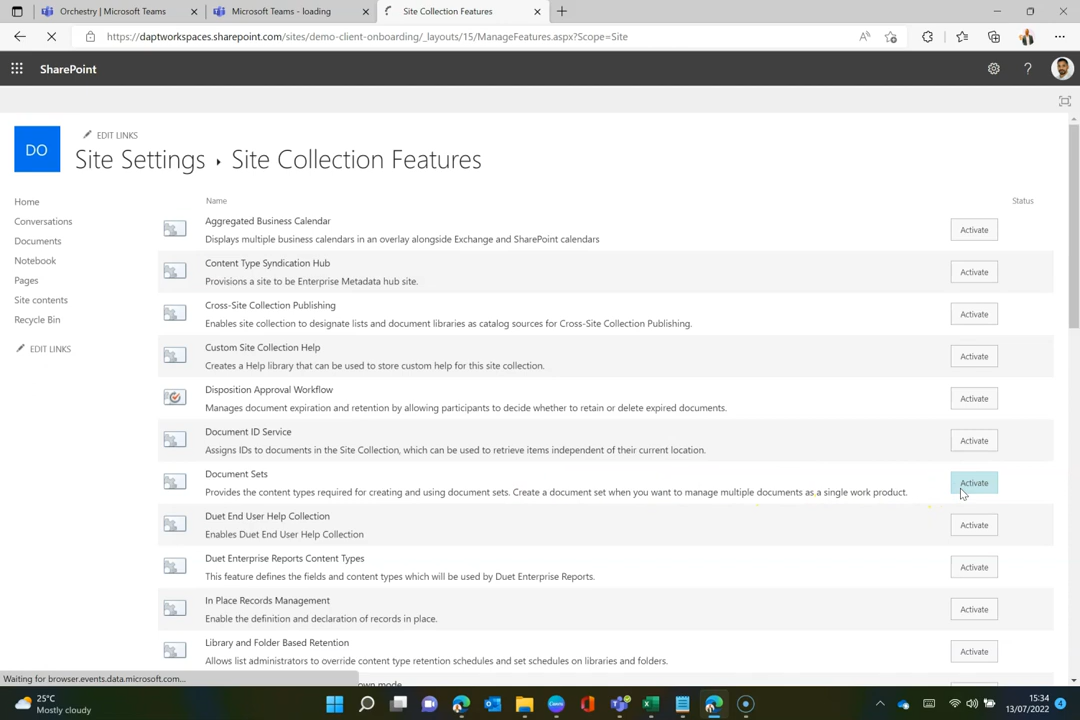 Orchestry | Microsoft Teams
Microsoft Teams - loading
Site Collection Features
https://daptworkspaces.sharepoint.com/sites/demo-client-onboarding/_layouts/15/ManageFeatures.aspx?Scope=Site
SharePoint
EDIT LINKS
DO
Site Settings ▸ Site Collection Features
Home
Conversations
Documents
Notebook
Pages
Site contents
Recycle Bin
EDIT LINKS
Name
Status
Aggregated Business Calendar
Displays multiple business calendars in an overlay alongside Exchange and SharePoint calendars
Activate
Content Type Syndication Hub
Provisions a site to be Enterprise Metadata hub site.
Activate
Cross-Site Collection Publishing
Enables site collection to designate lists and document libraries as catalog sources for Cross-Site Collection Publishing.
Activate
Custom Site Collection Help
Creates a Help library that can be used to store custom help for this site collection.
Activate
Disposition Approval Workflow
Manages document expiration and retention by allowing participants to decide whether to retain or delete expired documents.
Activate
Document ID Service
Assigns IDs to documents in the Site Collection, which can be used to retrieve items independent of their current location.
Activate
Document Sets
Provides the content types required for creating and using document sets. Create a document set when you want to manage multiple documents as a single work product.
Activate
Duet End User Help Collection
Enables Duet End User Help Collection
Activate
Duet Enterprise Reports Content Types
This feature defines the fields and content types which will be used by Duet Enterprise Reports.
Activate
In Place Records Management
Enable the definition and declaration of records in place.
Activate
Library and Folder Based Retention
Allows list administrators to override content type retention schedules and set schedules on libraries and folders.
Activate
Waiting for browser.events.data.microsoft.com...
25°C
Mostly cloudy
15:34
13/07/2022
4